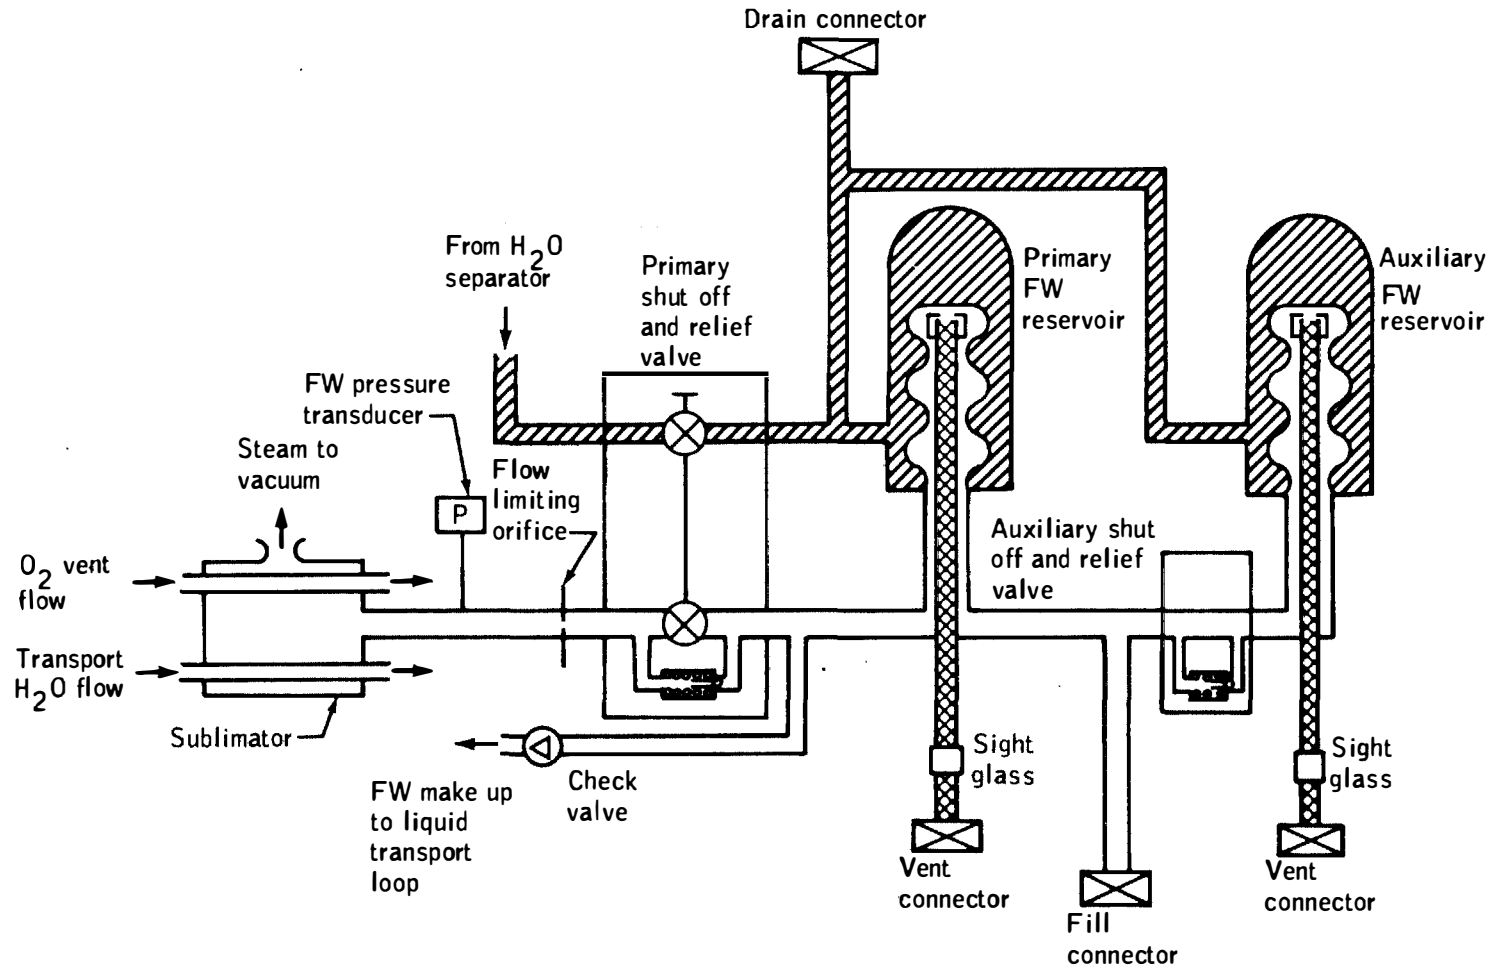 Drain connector
From H2O
separator
Primary
shut off
and relief
valve
Primary
FW
reservoir
Auxiliary
FW
reservoir
FW pressure
transducer
Steam to
vacuum
Flow
limiting
orifice
P
O2 vent
flow
Auxiliary shut
off and relief
valve
Transport
H2O flow
Sublimator
Sight
glass
Sight
glass
FW make up
to liquid
transport
loop
Check
valve
Vent
connector
Vent
connector
Fill
connector